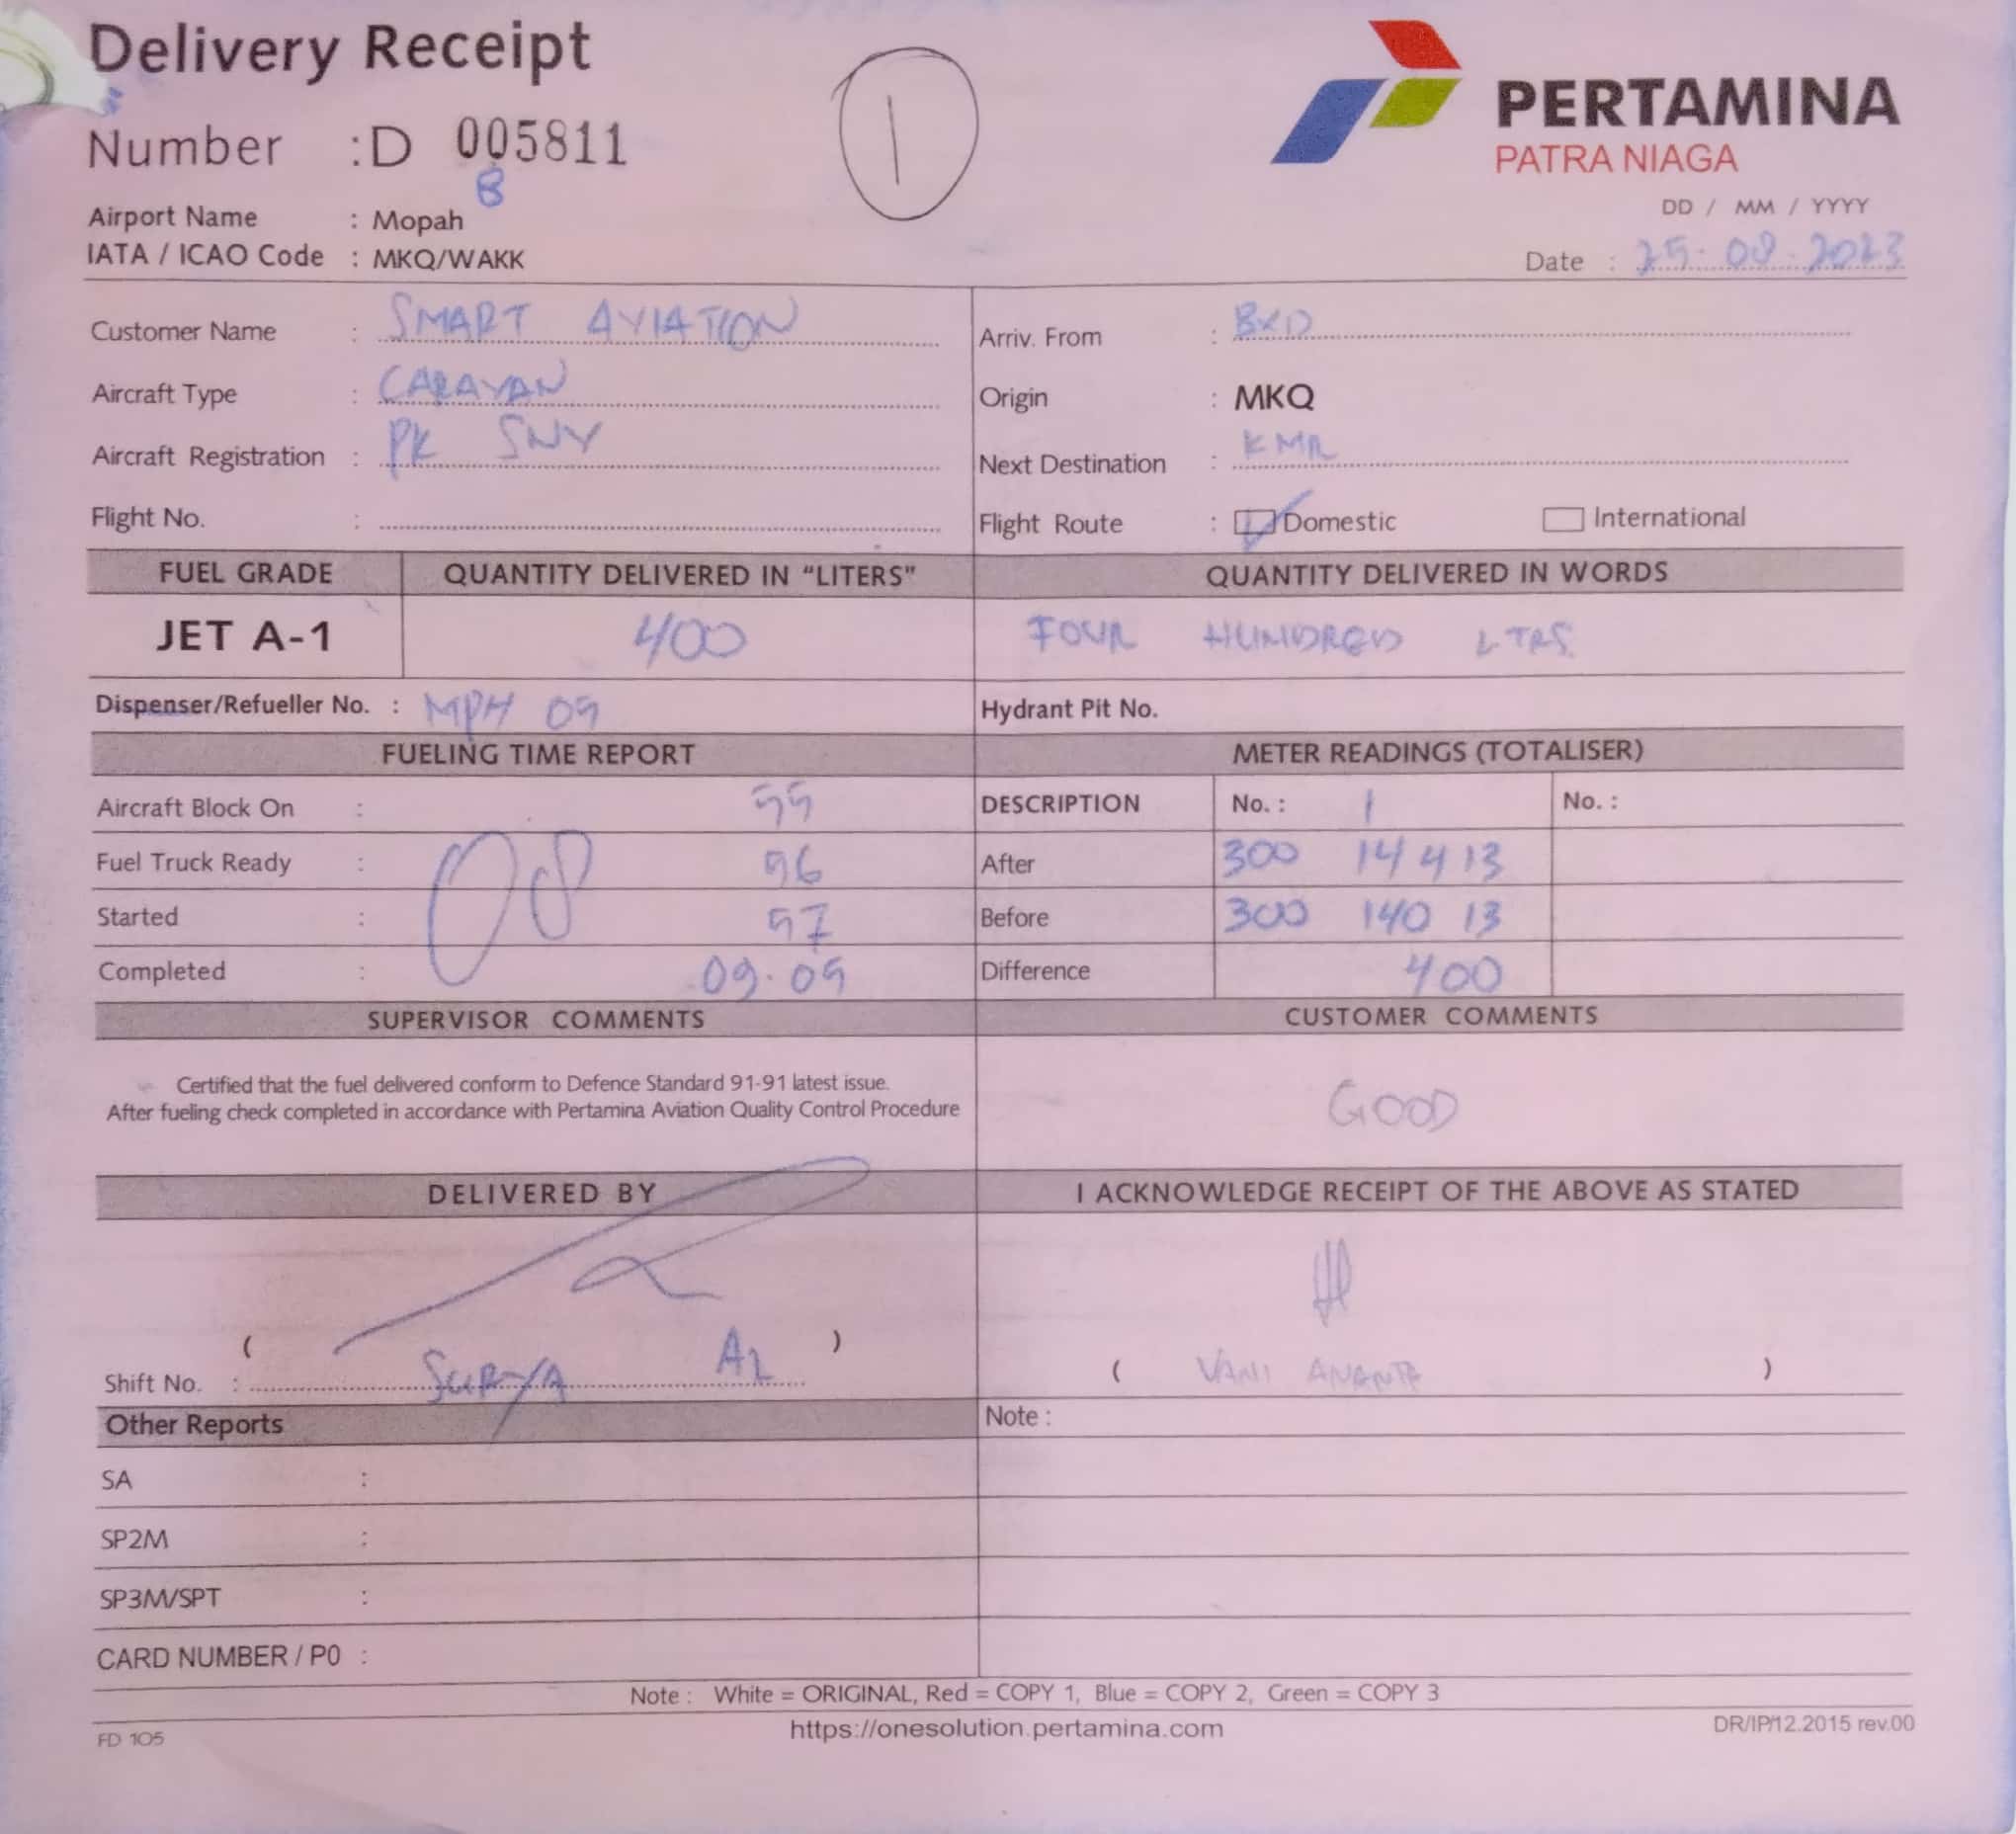 Delivery Receipt
1
PERTAMINA
PATRA NIAGA
Number :D 005811
B
Airport Name : Mopah
IATA / ICAO Code : MKQ/WAKK
DD / MM / YYYY
Date : 25.08.2023
Customer Name : SMART AVIATION
Arriv. From : BXD
Aircraft Type : CARAVAN
Origin : MKQ
Aircraft Registration : PK SNY
Next Destination : KMR
Flight No. :
Flight Route : Domestic International
FUEL GRADE QUANTITY DELIVERED IN "LITERS" QUANTITY DELIVERED IN WORDS
JET A-1 400 FOUR HUNDRED LTRS
Dispenser/Refueller No. : MPH 09 Hydrant Pit No.
FUELING TIME REPORT METER READINGS (TOTALISER)
Aircraft Block On : 55 DESCRIPTION No. : 1 No. :
Fuel Truck Ready : 56 After 300 14 413
08
Started : 57 Before 300 140 13
Completed : 09.05 Difference 400
SUPERVISOR COMMENTS CUSTOMER COMMENTS
Certified that the fuel delivered conform to Defence Standard 91-91 latest issue.
After fueling check completed in accordance with Pertamina Aviation Quality Control Procedure
GOOD
DELIVERED BY I ACKNOWLEDGE RECEIPT OF THE ABOVE AS STATED
( )
Shift No. : SURYA A2
( VANI )
Other Reports Note :
SA :
SP2M :
SP3M/SPT :
CARD NUMBER / P0 :
Note : White = ORIGINAL, Red = COPY 1, Blue = COPY 2, Green = COPY 3
https://onesolution.pertamina.com
FD 105
DR/IP/12.2015 rev.00